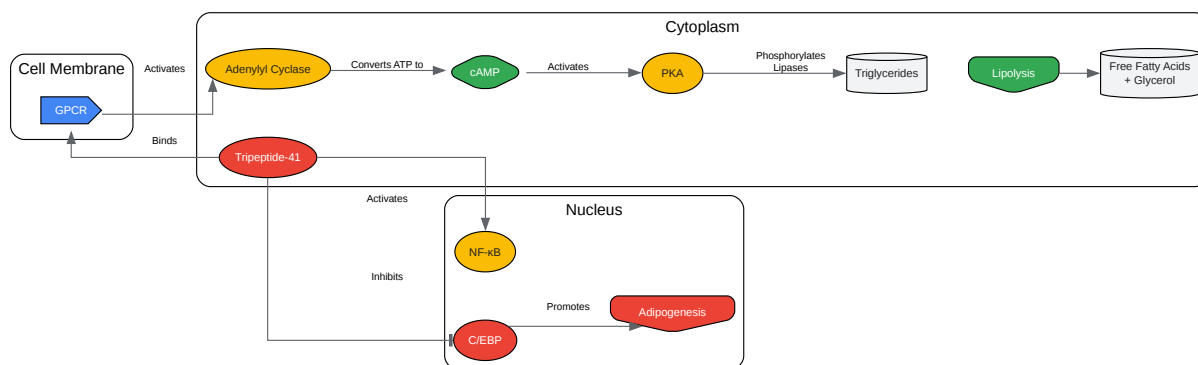 Cytoplasm
Cell Membrane
Activates
Adenylyl Cyclase
Converts ATP to
cAMP
Activates
PKA
Phosphorylates
Lipases
Triglycerides
Lipolysis
Free Fatty Acids
+ Glycerol
GPCR
Binds
Tripeptide-41
Activates
Nucleus
NF-κB
Inhibits
Promotes
Adipogenesis
C/EBP